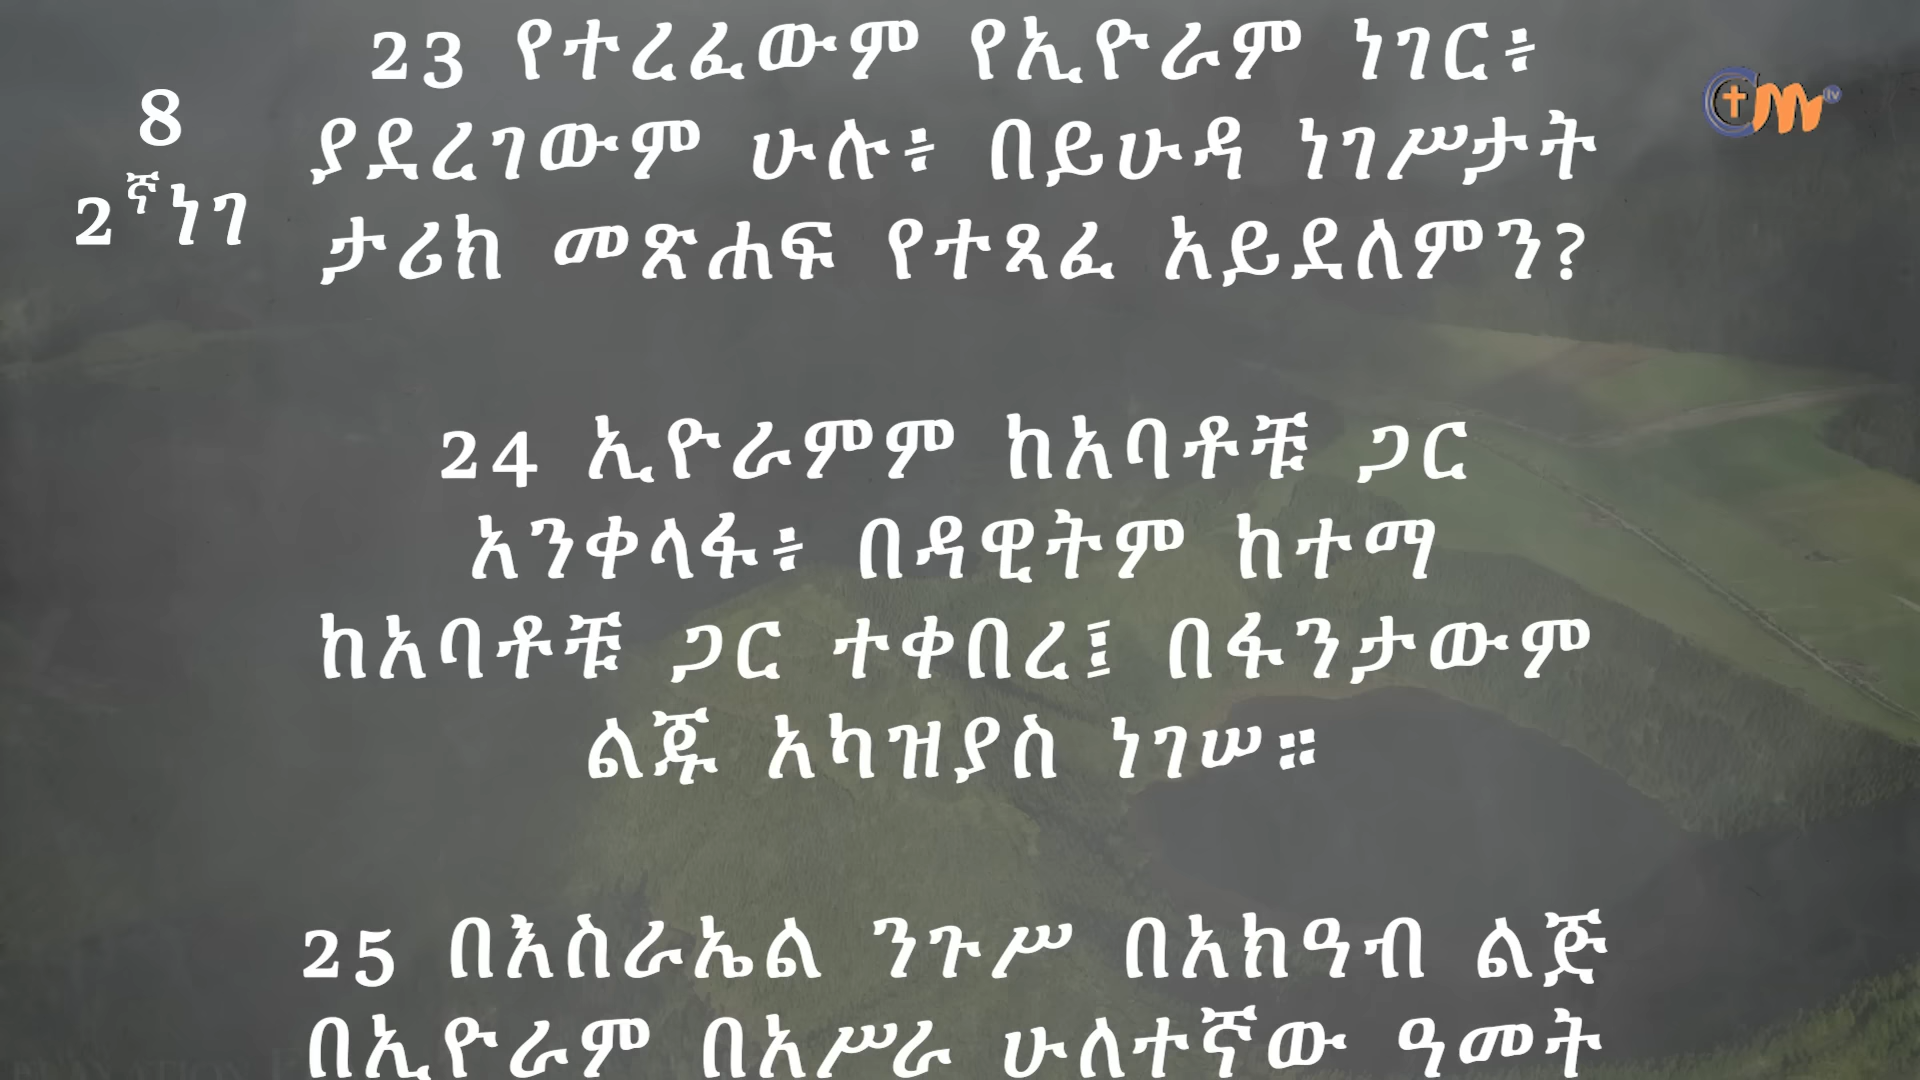 8
2ኛነገ
23 የተረፈውም የኢዮራም ነገር፥
ያደረገውም ሁሉ፥ በይሁዳ ነገሥታት
ታሪክ መጽሐፍ የተጻፈ አይደለምን?
24 ኢዮራምም ከአባቶቹ ጋር
አንቀላፋ፥ በዳዊትም ከተማ
ከአባቶቹ ጋር ተቀበረ፤ በፋንታውም
ልጁ አካዝያስ ነገሠ።
25 በእስራኤል ንጉሥ በአክዓብ ልጅ
በኢዮራም በአሥራ ሁለተኛው ዓመት